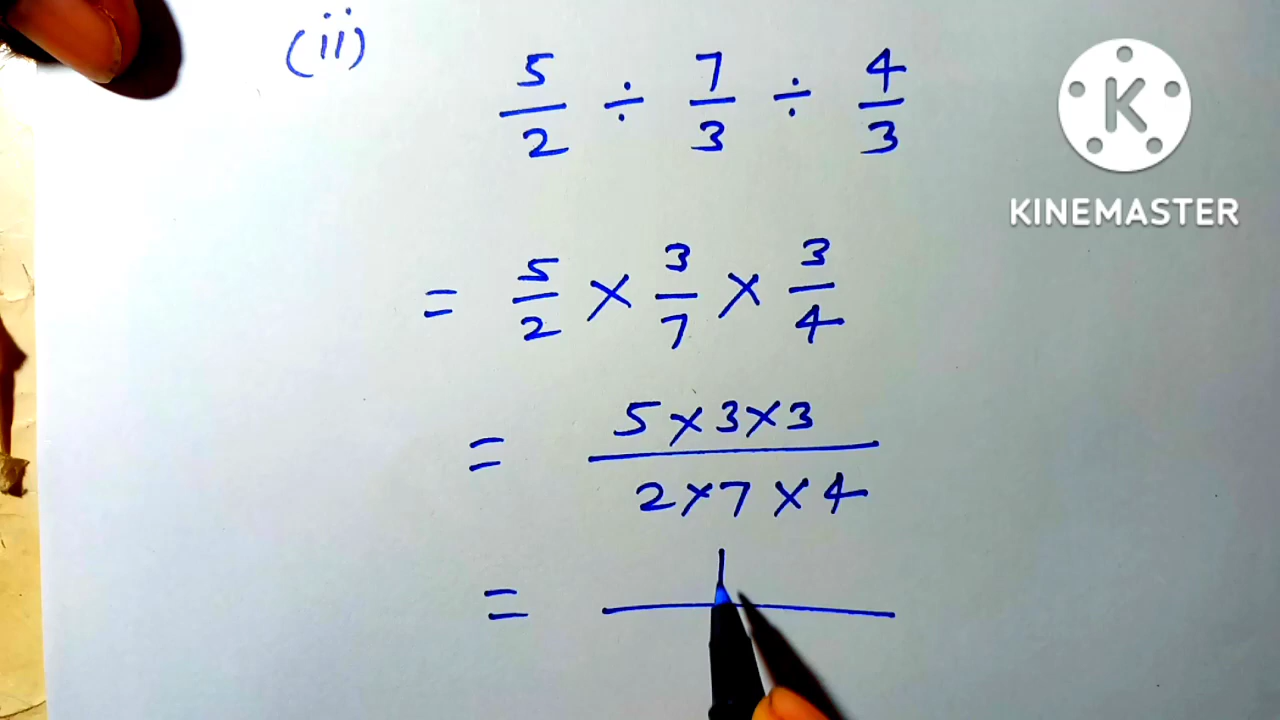 (ii)
5/2 ÷ 7/3 ÷ 4/3
= 5/2 × 3/7 × 3/4
= 5×3×3
2×7×4
=
K
KINEMASTER